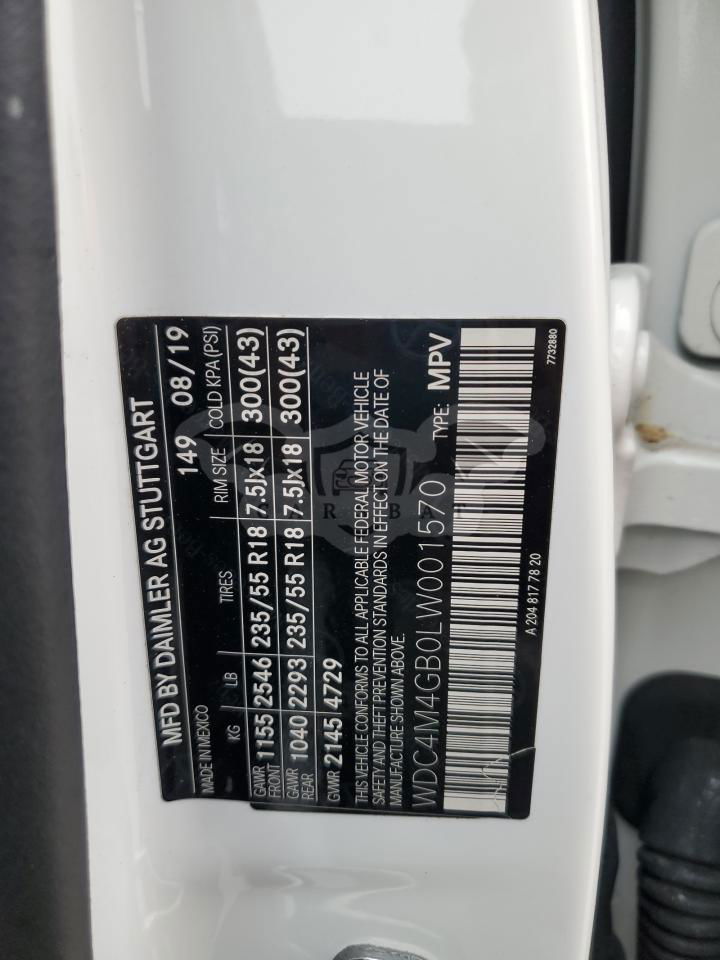 MFD BY DAIMLER AG STUTTGART
MADE IN MEXICO 149 08/19
KG LB TIRES RIM SIZE COLD KPA (PSI)
GAWR FRONT 1155 2546 235/55 R18 7.5Jx18 300(43)
GAWR REAR 1040 2293 235/55 R18 7.5Jx18 300(43)
GVWR 2145 4729
THIS VEHICLE CONFORMS TO ALL APPLICABLE FEDERAL MOTOR VEHICLE
SAFETY AND THEFT PREVENTION STANDARDS IN EFFECT ON THE DATE OF
MANUFACTURE SHOWN ABOVE.
WDC4M4GB0LW001570 TYPE: MPV
A 204 817 78 20 7732880